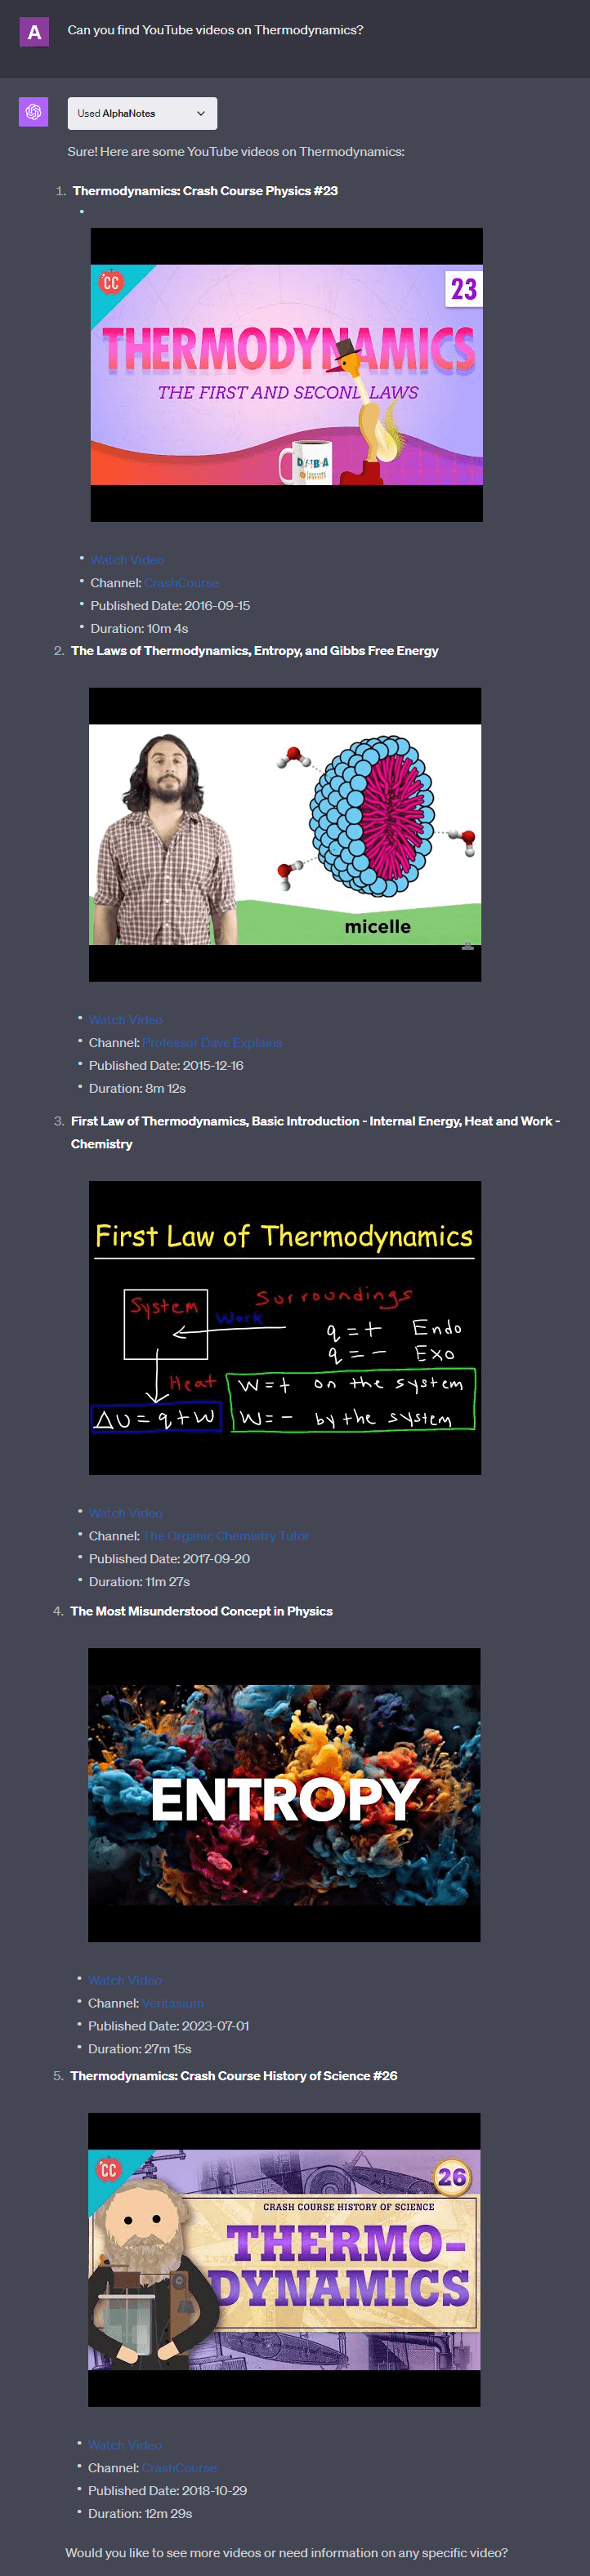 A
Can you find YouTube videos on Thermodynamics?
Used AlphaNotes
Sure! Here are some YouTube videos on Thermodynamics:
1. Thermodynamics: Crash Course Physics #23
CC
23
THERMODYNAMICS
THE FIRST AND SECOND LAWS
Watch Video
Channel: CrashCourse
Published Date: 2016-09-15
Duration: 10m 4s
2. The Laws of Thermodynamics, Entropy, and Gibbs Free Energy
micelle
Watch Video
Channel: Professor Dave Explains
Published Date: 2015-12-16
Duration: 8m 12s
3. First Law of Thermodynamics, Basic Introduction - Internal Energy, Heat and Work -
Chemistry
First Law of Thermodynamics
System
Surroundings
Work
q = + Endo
q = - Exo
Heat
W = + on the system
ΔU = q + W
W = - by the system
Watch Video
Channel: The Organic Chemistry Tutor
Published Date: 2017-09-20
Duration: 11m 27s
4. The Most Misunderstood Concept in Physics
ENTROPY
Watch Video
Channel: Veritasium
Published Date: 2023-07-01
Duration: 27m 15s
5. Thermodynamics: Crash Course History of Science #26
CC
26
CRASH COURSE HISTORY OF SCIENCE
THERMO-
DYNAMICS
Watch Video
Channel: CrashCourse
Published Date: 2018-10-29
Duration: 12m 29s
Would you like to see more videos or need information on any specific video?